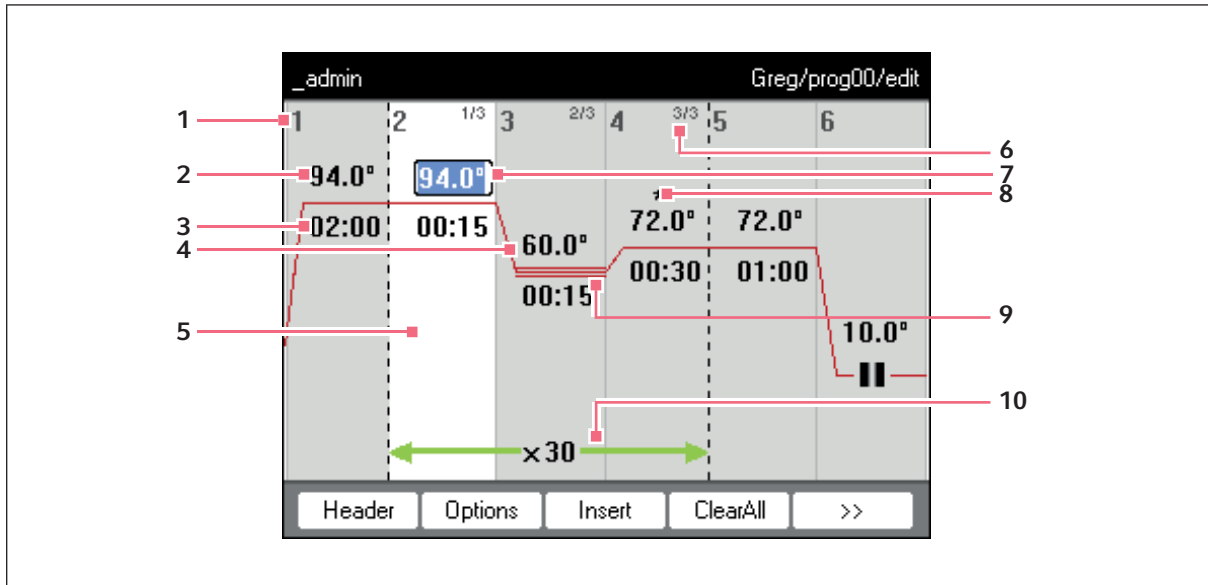 _admin Greg/prog00/edit
1 1 2 1/3 3 2/3 4 3/3 5 6
6
2 94.0° 94.0° 7
8
*
3 02:00 00:15 72.0° 72.0°
4 60.0°
00:15 00:30 01:00
9
5 10.0°
10
×30
Header Options Insert ClearAll >>